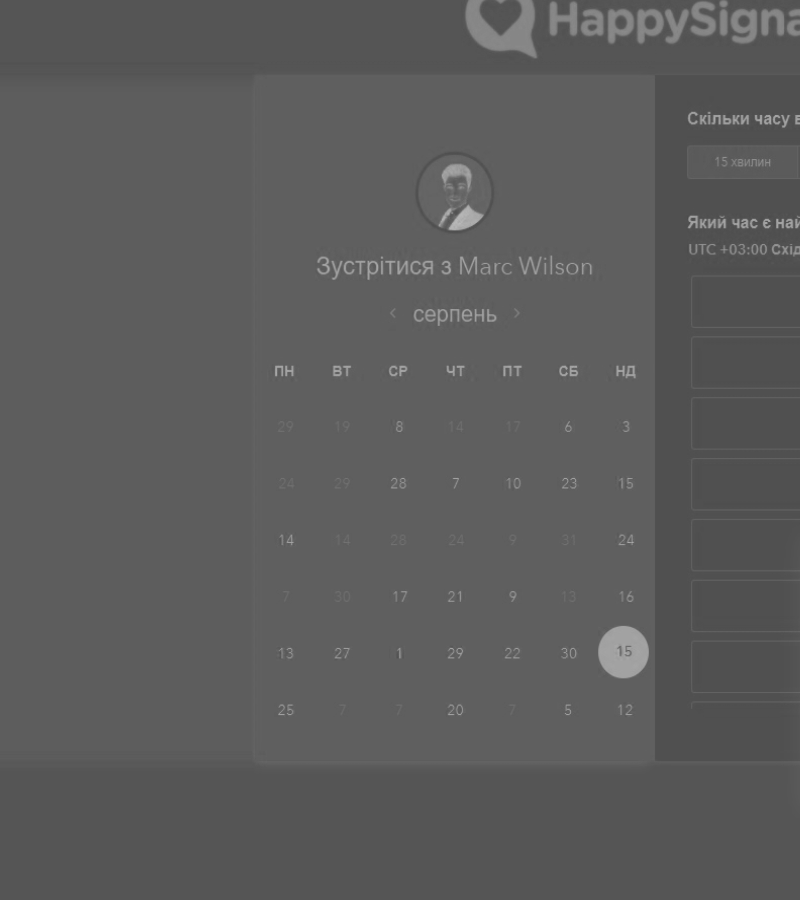 HappySigna
Зустрітися з Marc Wilson
< серпень >
ПН ВТ СР ЧТ ПТ СБ НД
29 19 8 14 17 6 3
24 29 28 7 10 23 15
14 14 28 24 9 31 24
7 30 17 21 9 13 16
13 27 1 29 22 30 15
25 7 7 20 7 5 12
Скільки часу в
15 хвилин
Який час є най
UTC +03:00 Схід